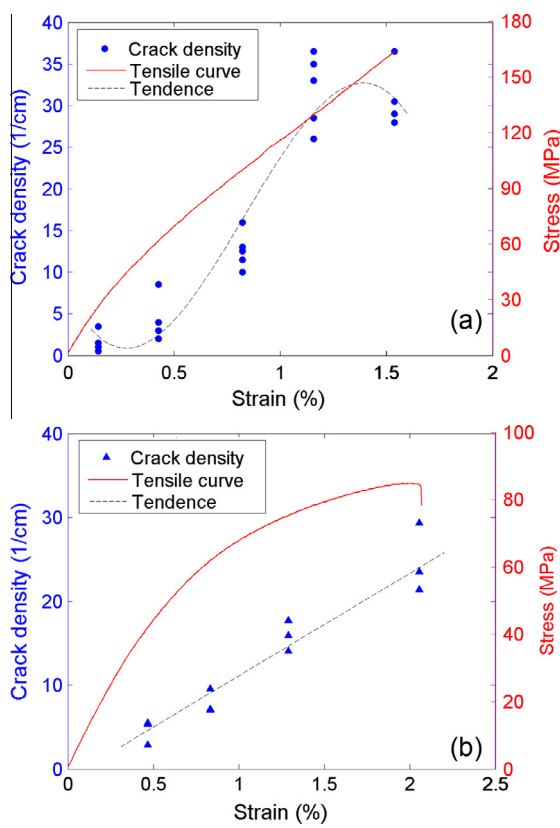 40
35
30
25
20
15
10
5
0
Crack density (1/cm)
Crack density
Tensile curve
Tendence
180
150
120
90
60
30
0
Stress (MPa)
(a)
0
0.5
1
1.5
2
Strain (%)
40
30
20
10
0
Crack density (1/cm)
Crack density
Tensile curve
Tendence
100
80
60
40
20
0
Stress (MPa)
(b)
0
0.5
1
1.5
2
2.5
Strain (%)